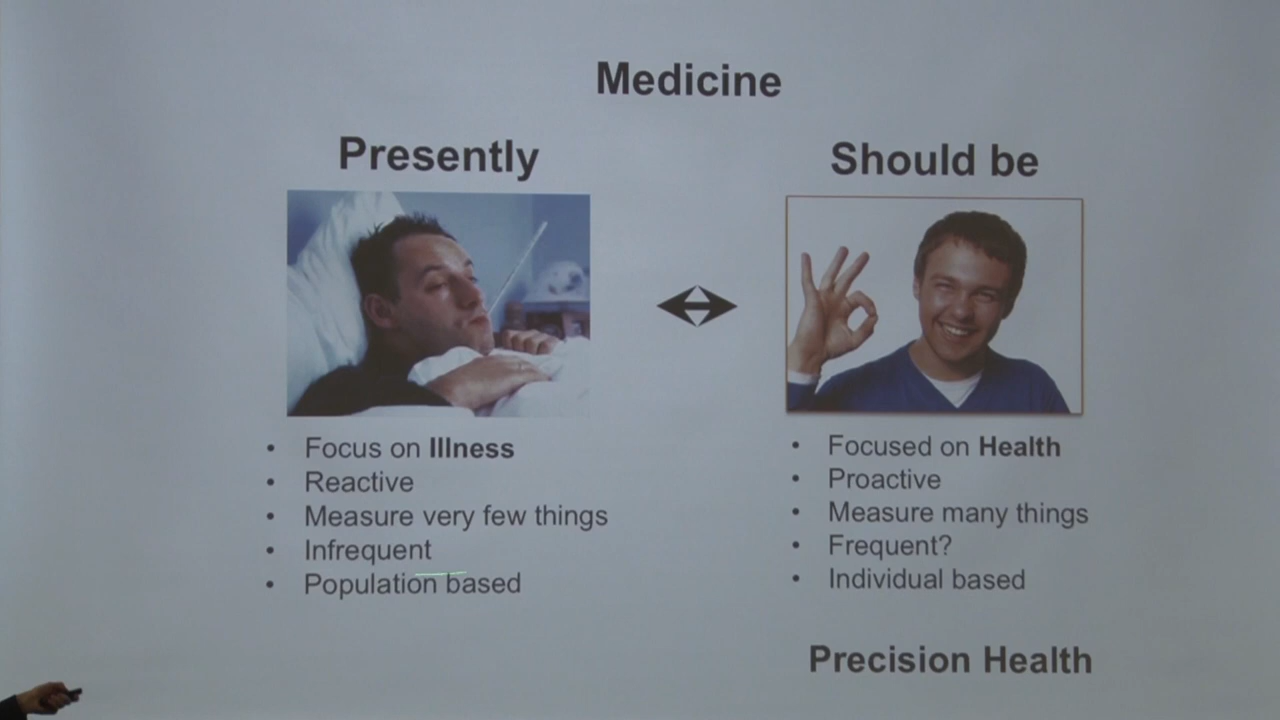 Medicine
Presently
Should be
• Focus on Illness
• Reactive
• Measure very few things
• Infrequent
• Population based
• Focused on Health
• Proactive
• Measure many things
• Frequent?
• Individual based
Precision Health